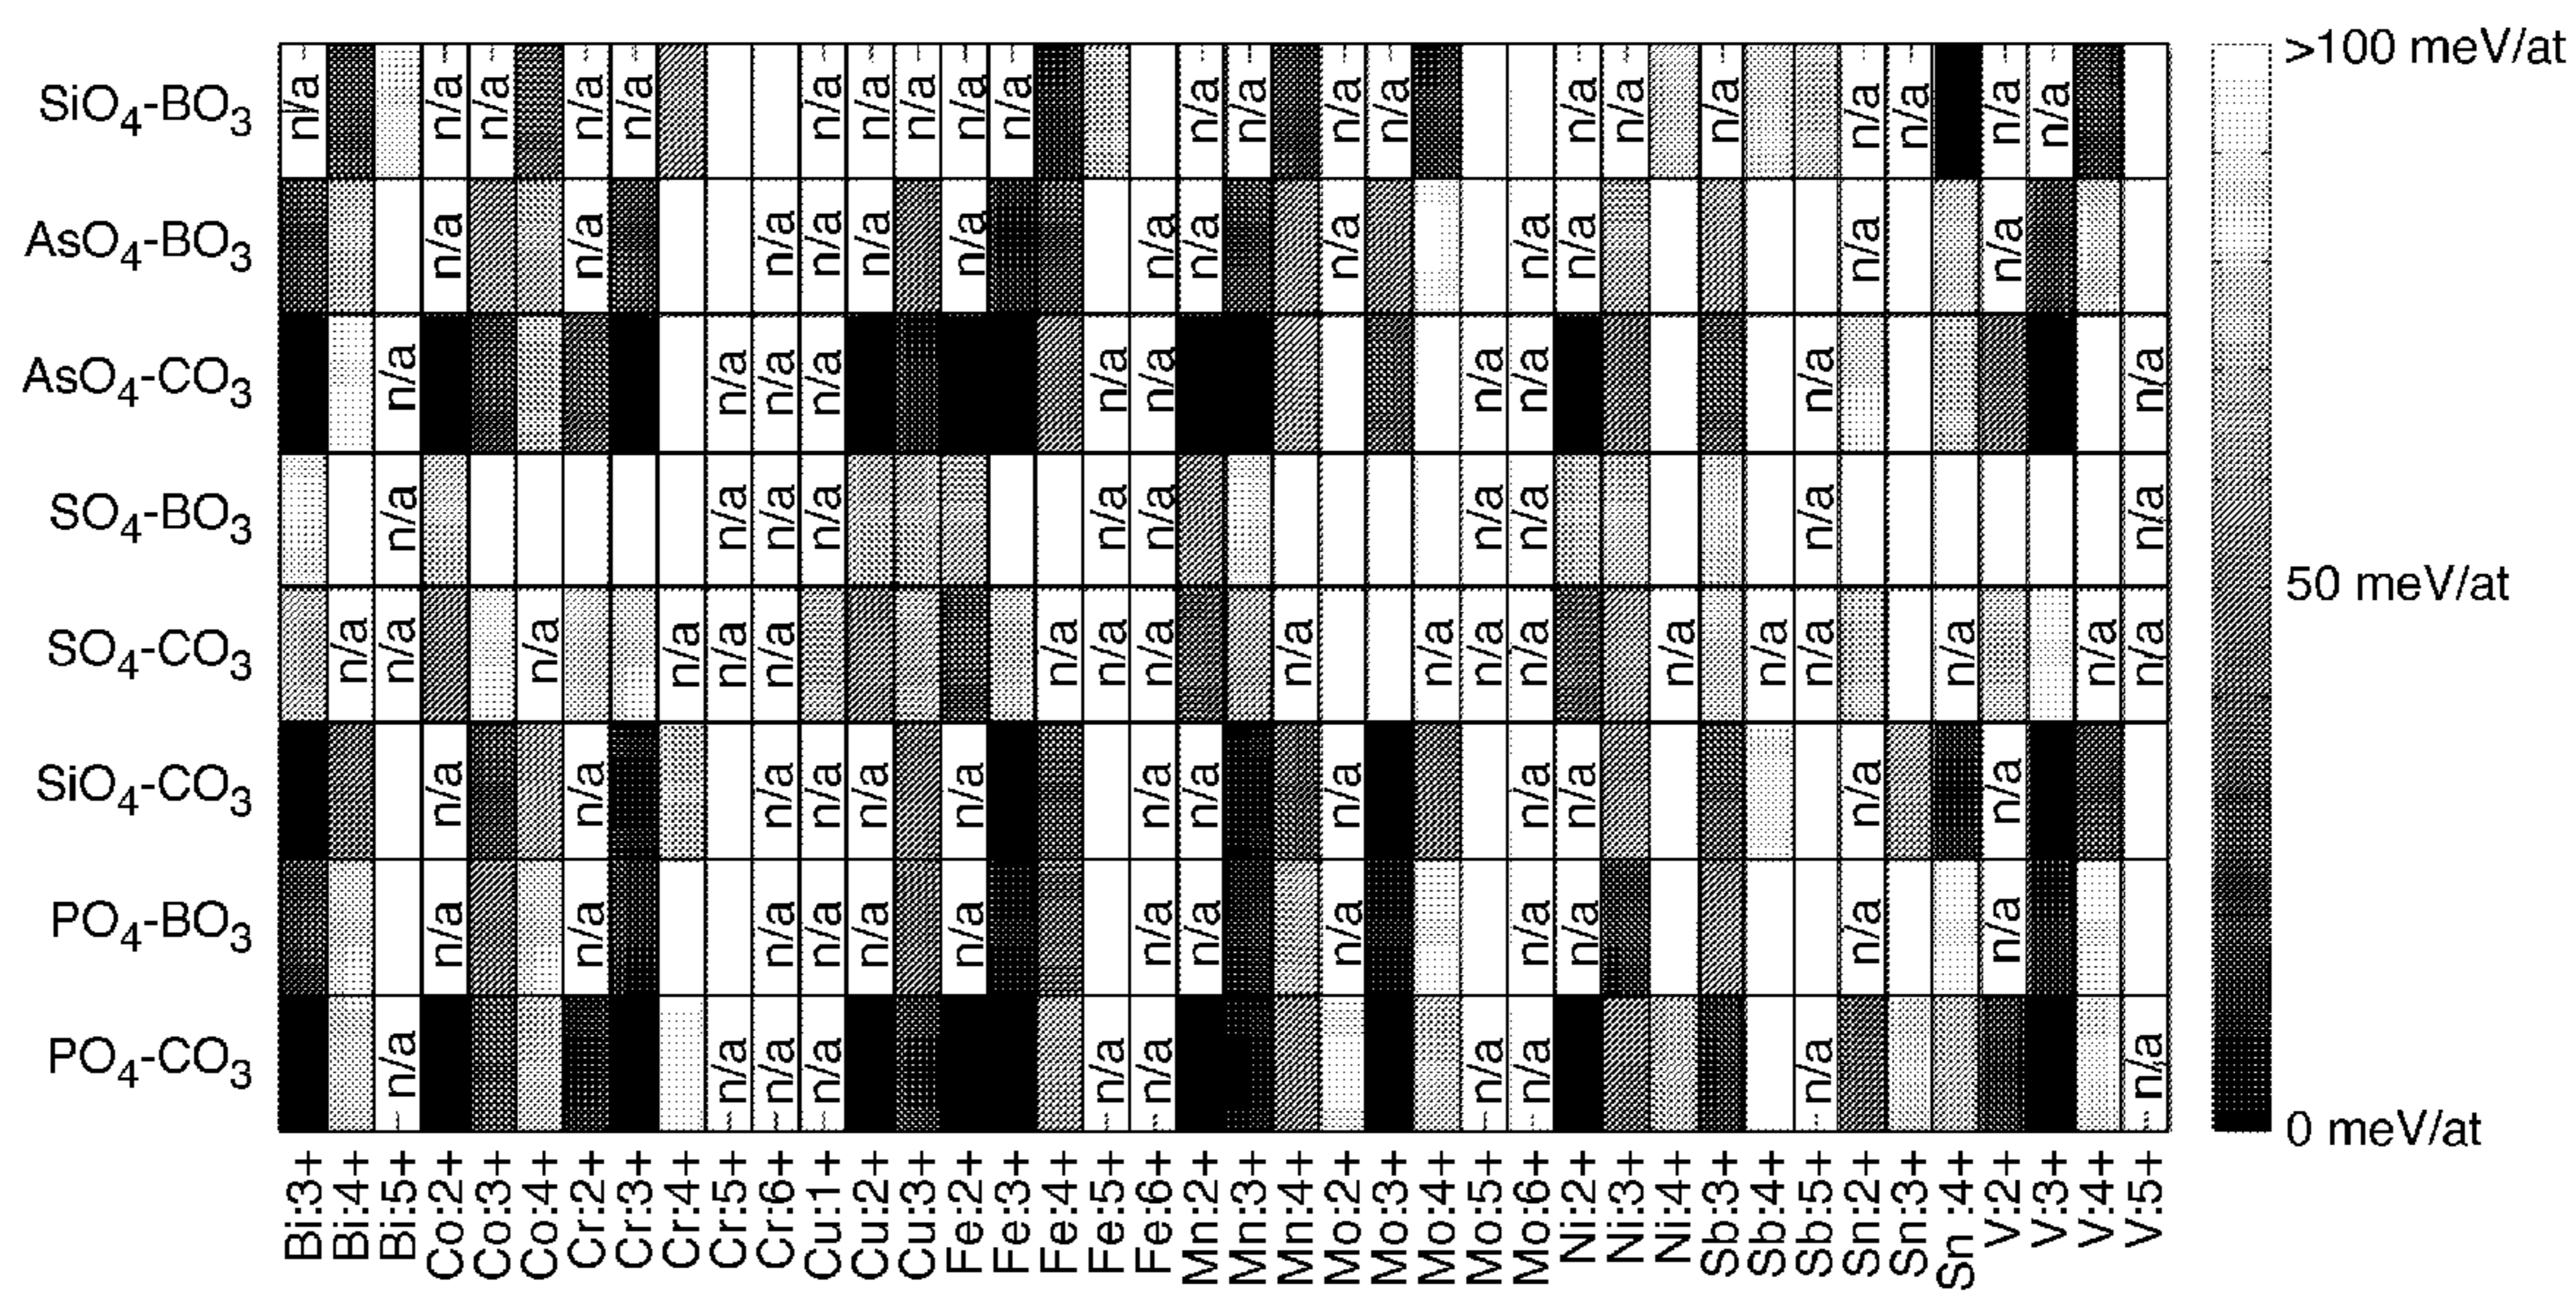 >100 meV/at
SiO4-BO3 n/a n/a n/a n/a n/a n/a n/a n/a n/a n/a n/a n/a n/a n/a n/a n/a n/a n/a n/a n/a n/a
AsO4-BO3 n/a n/a n/a n/a n/a n/a n/a n/a n/a n/a n/a n/a n/a
AsO4-CO3 n/a n/a n/a n/a n/a n/a n/a n/a n/a n/a
SO4-BO3 n/a n/a n/a n/a n/a n/a n/a n/a n/a n/a
50 meV/at
SO4-CO3 n/a n/a n/a n/a n/a n/a n/a n/a n/a n/a n/a n/a n/a n/a n/a n/a n/a n/a n/a
SiO4-CO3 n/a n/a n/a n/a n/a n/a n/a n/a n/a n/a n/a n/a n/a
PO4-BO3 n/a n/a n/a n/a n/a n/a n/a n/a n/a n/a n/a n/a n/a
PO4-CO3 n/a n/a n/a n/a n/a n/a n/a n/a n/a n/a
0 meV/at
Bi:3+
Bi:4+
Bi:5+
Co:2+
Co:3+
Co:4+
Cr:2+
Cr:3+
Cr:4+
Cr:5+
Cr:6+
Cu:1+
Cu:2+
Cu:3+
Fe:2+
Fe:3+
Fe:4+
Fe:5+
Fe:6+
Mn:2+
Mn:3+
Mn:4+
Mo:2+
Mo:3+
Mo:4+
Mo:5+
Mo:6+
Ni:2+
Ni:3+
Ni:4+
Sb:3+
Sb:4+
Sb:5+
Sn:2+
Sn:3+
Sn :4+
V:2+
V:3+
V:4+
V:5+